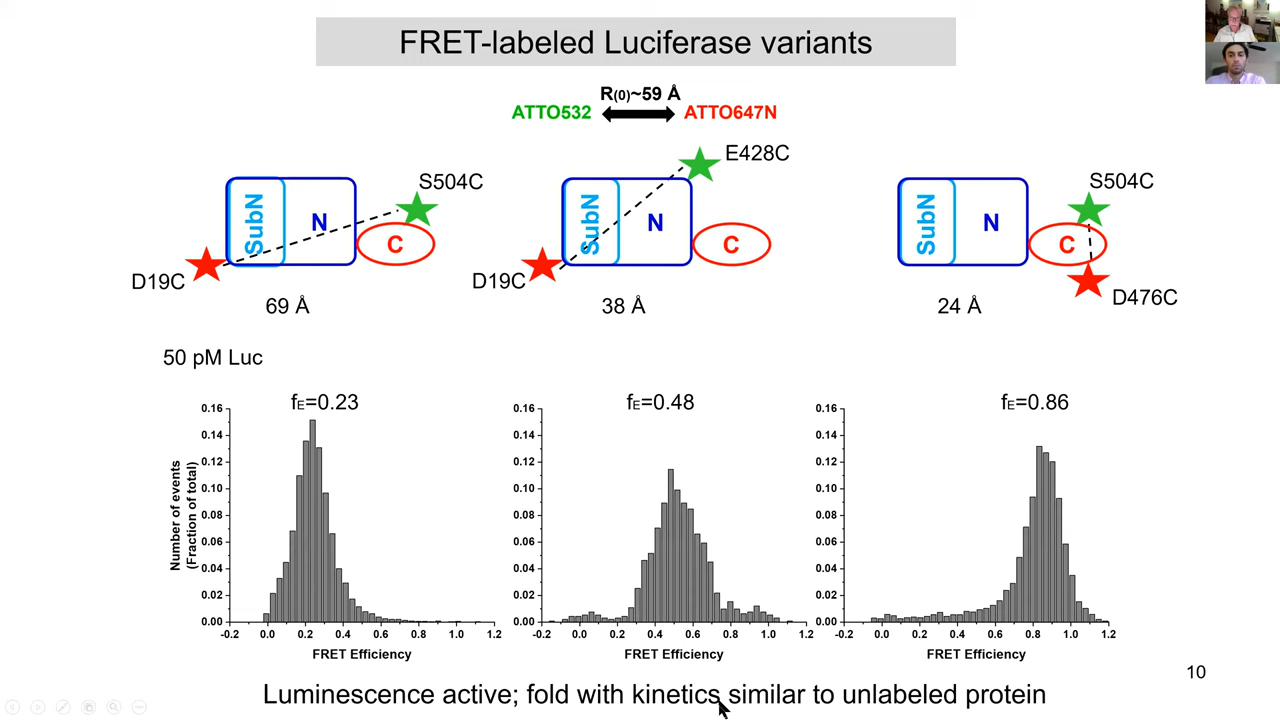 FRET-labeled Luciferase variants
R(0)~59 Å
ATTO532 ATTO647N
S504C
SubN N C
D19C
69 Å
E428C
SubN N C
D19C
38 Å
S504C
SubN N C
D476C
24 Å
50 pM Luc
fE=0.23
Number of events
(Fraction of total)
0.16
0.14
0.12
0.10
0.08
0.06
0.04
0.02
0.00
-0.2 0.0 0.2 0.4 0.6 0.8 1.0 1.2
FRET Efficiency
fE=0.48
0.16
0.14
0.12
0.10
0.08
0.06
0.04
0.02
0.00
-0.2 0.0 0.2 0.4 0.6 0.8 1.0 1.2
FRET Efficiency
fE=0.86
0.16
0.14
0.12
0.10
0.08
0.06
0.04
0.02
0.00
-0.2 0.0 0.2 0.4 0.6 0.8 1.0 1.2
FRET Efficiency
10
Luminescence active; fold with kinetics similar to unlabeled protein